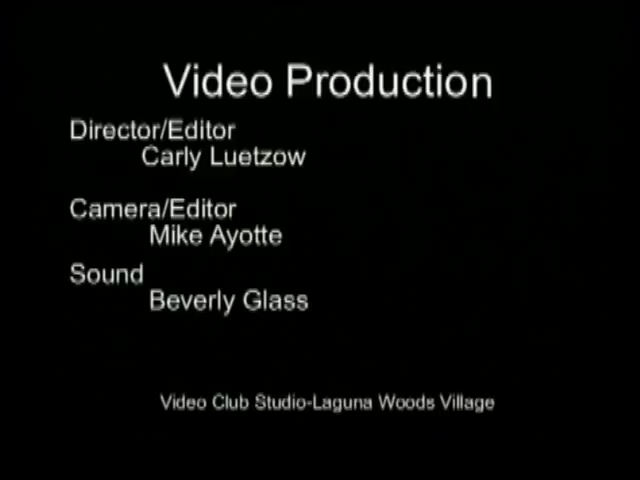 Video Production
Director/Editor
Carly Luetzow
Camera/Editor
Mike Ayotte
Sound
Beverly Glass
Video Club Studio-Laguna Woods Village